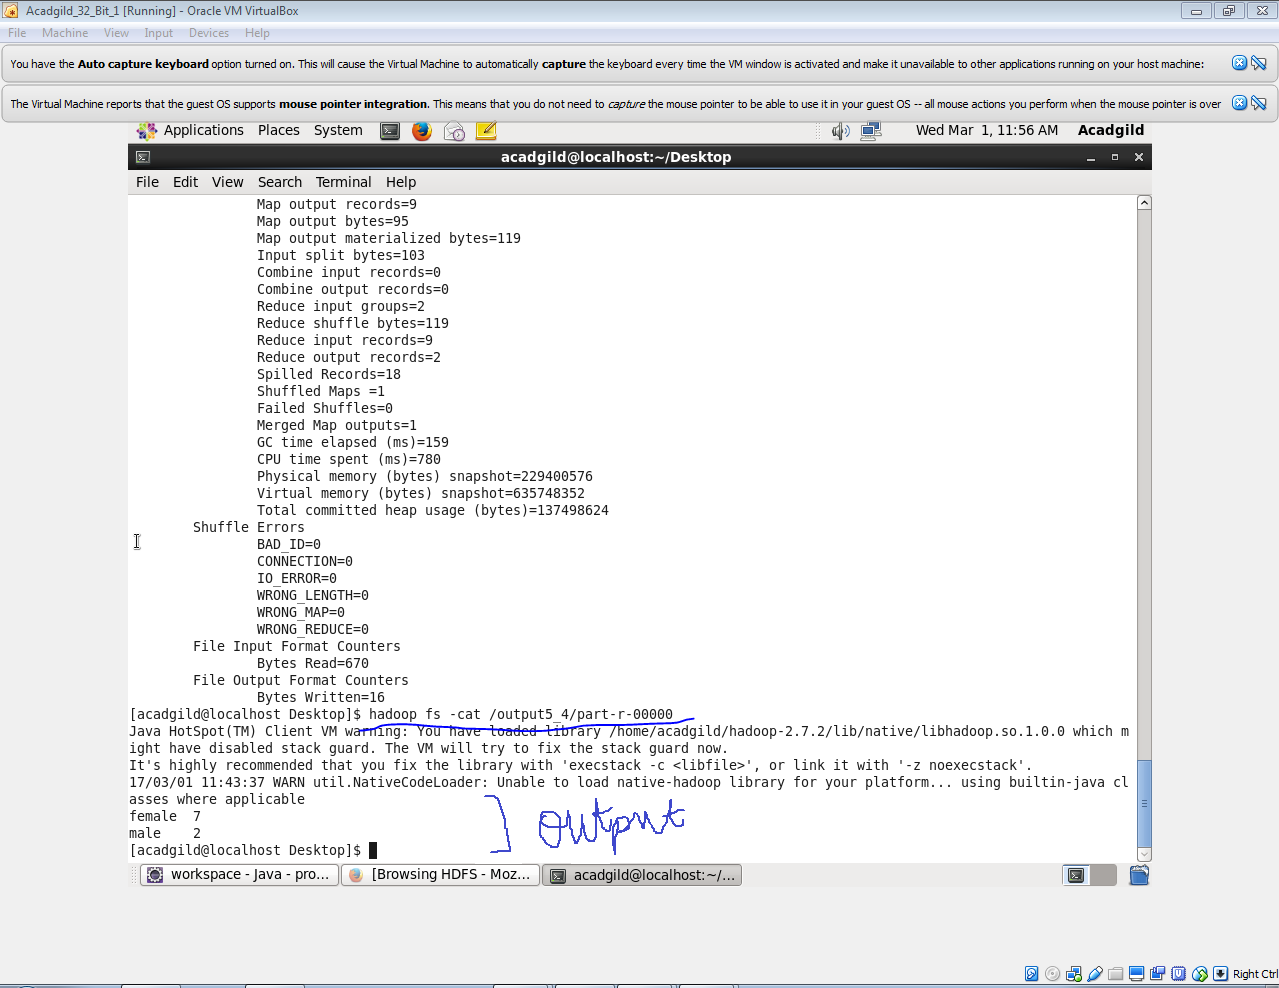 Acadgild_32_Bit_1 [Running] - Oracle VM VirtualBox
File Machine View Input Devices Help
You have the Auto capture keyboard option turned on. This will cause the Virtual Machine to automatically capture the keyboard every time the VM window is activated and make it unavailable to other applications running on your host machine:
The Virtual Machine reports that the guest OS supports mouse pointer integration. This means that you do not need to capture the mouse pointer to be able to use it in your guest OS -- all mouse actions you perform when the mouse pointer is over
Applications Places System Wed Mar 1, 11:56 AM Acadgild
acadgild@localhost:~/Desktop
File Edit View Search Terminal Help
Map output records=9
Map output bytes=95
Map output materialized bytes=119
Input split bytes=103
Combine input records=0
Combine output records=0
Reduce input groups=2
Reduce shuffle bytes=119
Reduce input records=9
Reduce output records=2
Spilled Records=18
Shuffled Maps =1
Failed Shuffles=0
Merged Map outputs=1
GC time elapsed (ms)=159
CPU time spent (ms)=780
Physical memory (bytes) snapshot=229400576
Virtual memory (bytes) snapshot=635748352
Total committed heap usage (bytes)=137498624
Shuffle Errors
BAD_ID=0
CONNECTION=0
IO_ERROR=0
WRONG_LENGTH=0
WRONG_MAP=0
WRONG_REDUCE=0
File Input Format Counters
Bytes Read=670
File Output Format Counters
Bytes Written=16
[acadgild@localhost Desktop]$ hadoop fs -cat /output5_4/part-r-00000
Java HotSpot(TM) Client VM warning: You have loaded library /home/acadgild/hadoop-2.7.2/lib/native/libhadoop.so.1.0.0 which m
ight have disabled stack guard. The VM will try to fix the stack guard now.
It's highly recommended that you fix the library with 'execstack -c <libfile>', or link it with '-z noexecstack'.
17/03/01 11:43:37 WARN util.NativeCodeLoader: Unable to load native-hadoop library for your platform... using builtin-java cl
asses where applicable
female 7
male 2
] output
[acadgild@localhost Desktop]$
workspace - Java - pro... [Browsing HDFS - Moz... acadgild@localhost:~/...
Right Ctrl